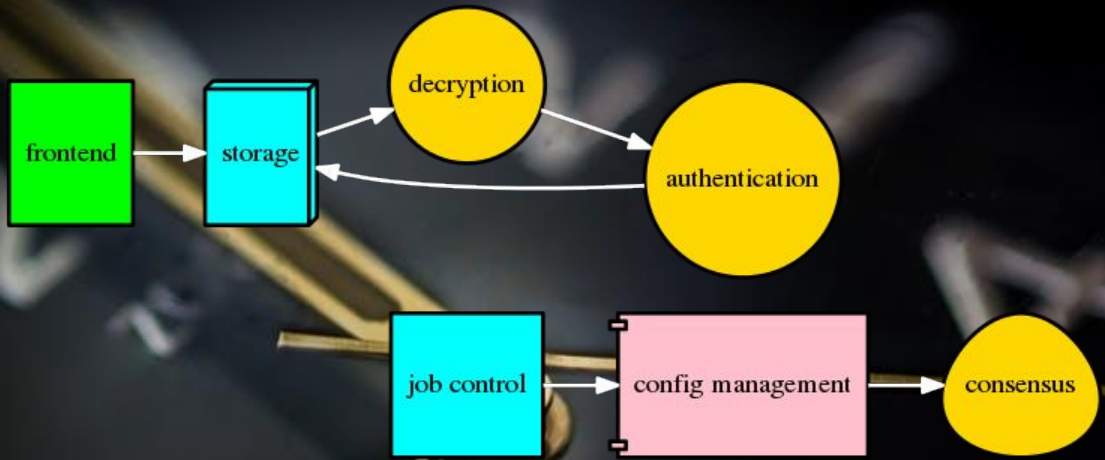 frontend
storage
decryption
authentication
job control
config management
consensus